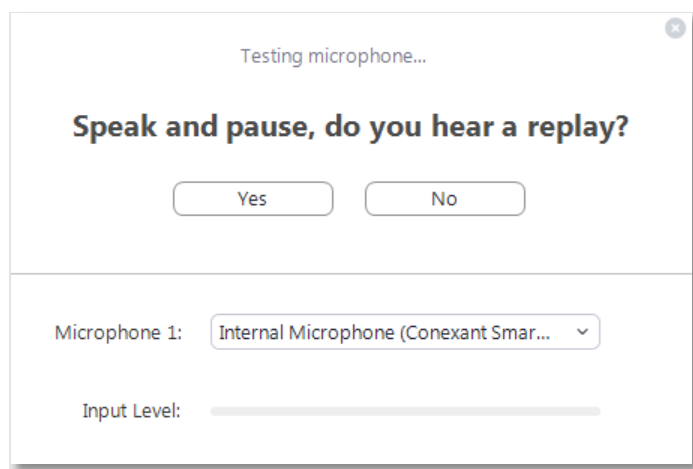 Testing microphone...
Speak and pause, do you hear a replay?
Yes No
Microphone 1: Internal Microphone (Conexant Smar...
Input Level: